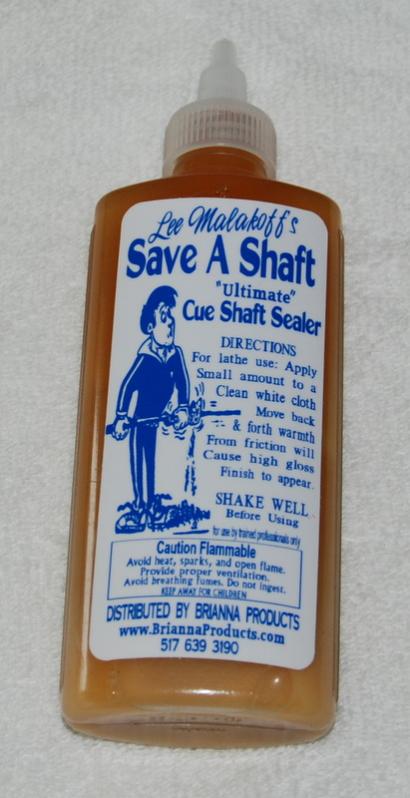 Lee Malakoff's
Save A Shaft
"Ultimate"
Cue Shaft Sealer
DIRECTIONS
For lathe use: Apply
Small amount to a
Clean white cloth
Move back
& forth warmth
From friction will
Cause high gloss
Finish to appear.
SHAKE WELL
Before Using
for use by trained professionals only
Caution Flammable
Avoid heat, sparks, and open flame.
Provide proper ventilation.
Avoid breathing fumes. Do not ingest.
KEEP AWAY FOR CHILDREN
DISTRIBUTED BY BRIANNA PRODUCTS
www.BriannaProducts.com
517 639 3190